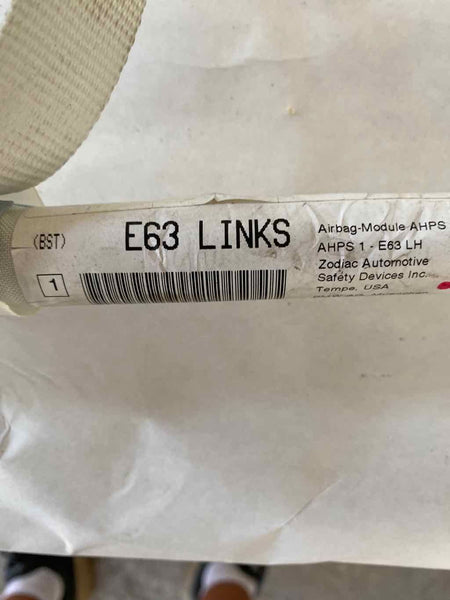 (BST)
E63 LINKS
1
Airbag-Module AHPS
AHPS 1 - E63 LH
Zodiac Automotive
Safety Devices Inc.
Tempe, USA